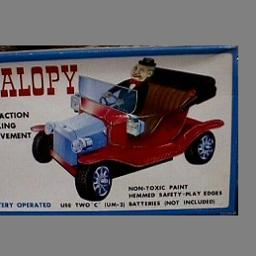 ALOPY
ACTION
KING
VEMENT
NON-TOXIC PAINT
HEMMED SAFETY-PLAY EDGES
TERY OPERATED USE TWO "C" (UM-2) BATTERIES (NOT INCLUDED)